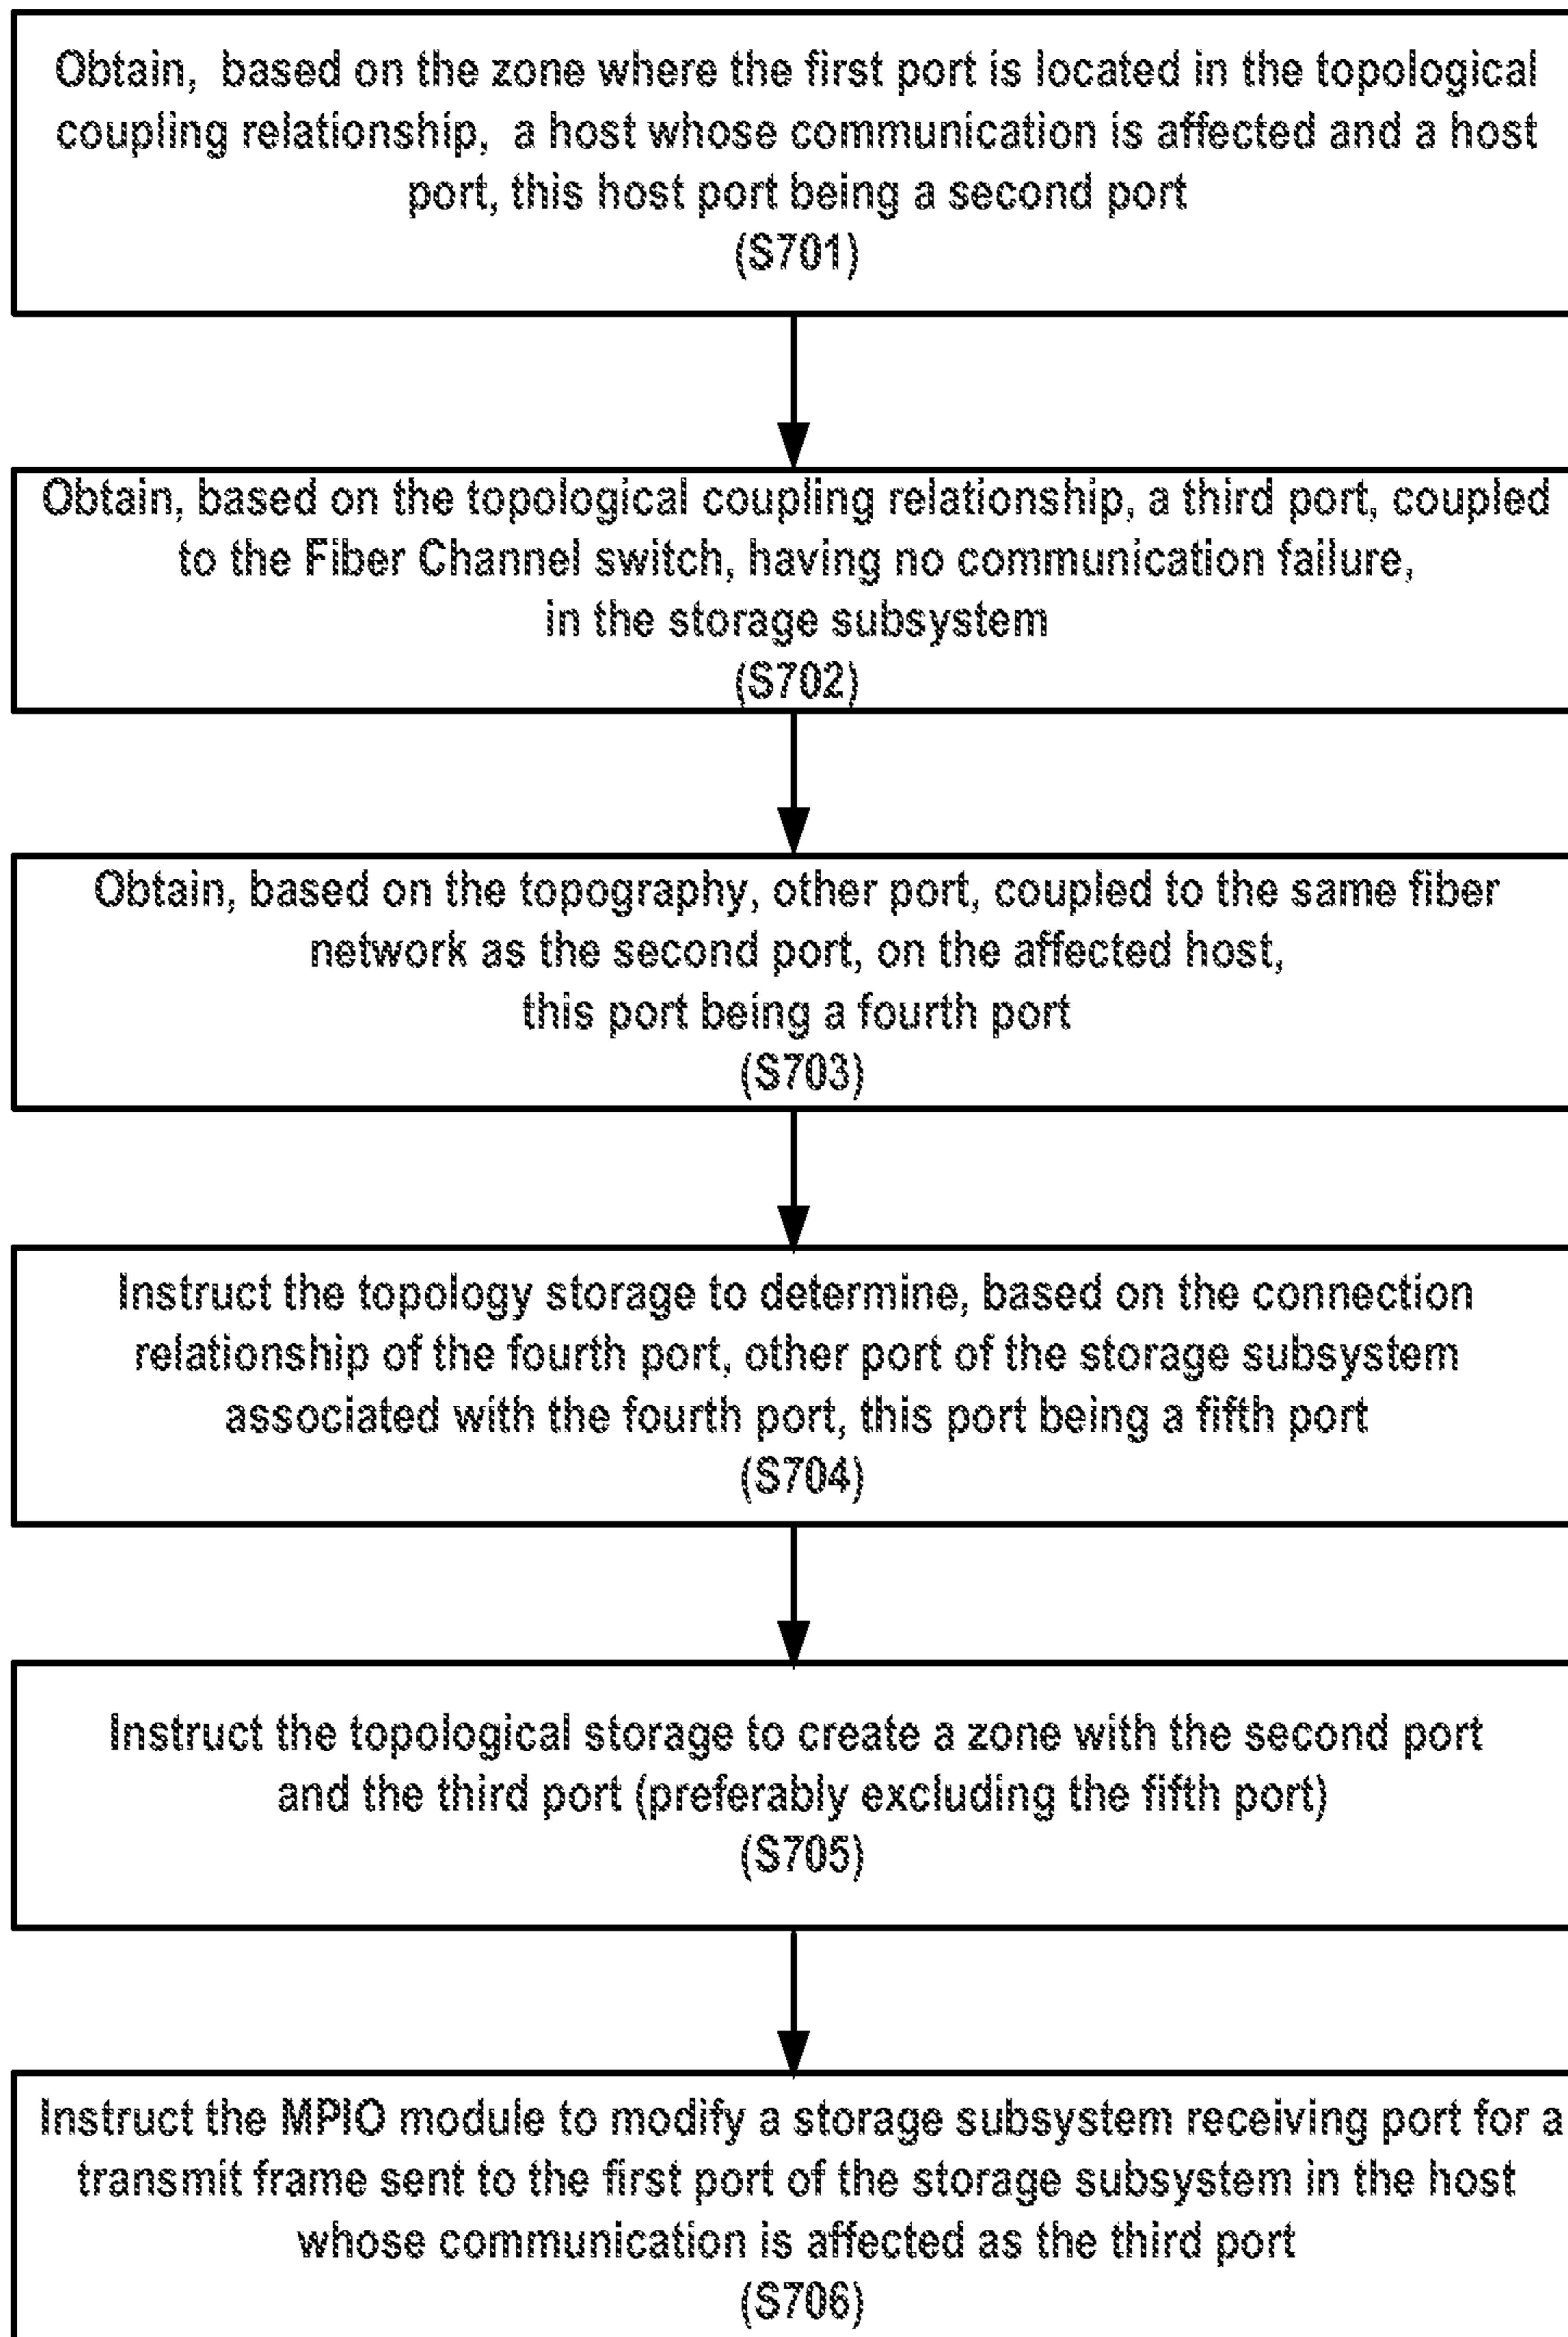 Obtain, based on the zone where the first port is located in the topological
coupling relationship, a host whose communication is affected and a host
port, this host port being a second port
(S701)
Obtain, based on the topological coupling relationship, a third port, coupled
to the Fiber Channel switch, having no communication failure,
in the storage subsystem
(S702)
Obtain, based on the topography, other port, coupled to the same fiber
network as the second port, on the affected host,
this port being a fourth port
(S703)
Instruct the topology storage to determine, based on the connection
relationship of the fourth port, other port of the storage subsystem
associated with the fourth port, this port being a fifth port
(S704)
Instruct the topological storage to create a zone with the second port
and the third port (preferably excluding the fifth port)
(S705)
Instruct the MPIO module to modify a storage subsystem receiving port for a
transmit frame sent to the first port of the storage subsystem in the host
whose communication is affected as the third port
(S706)